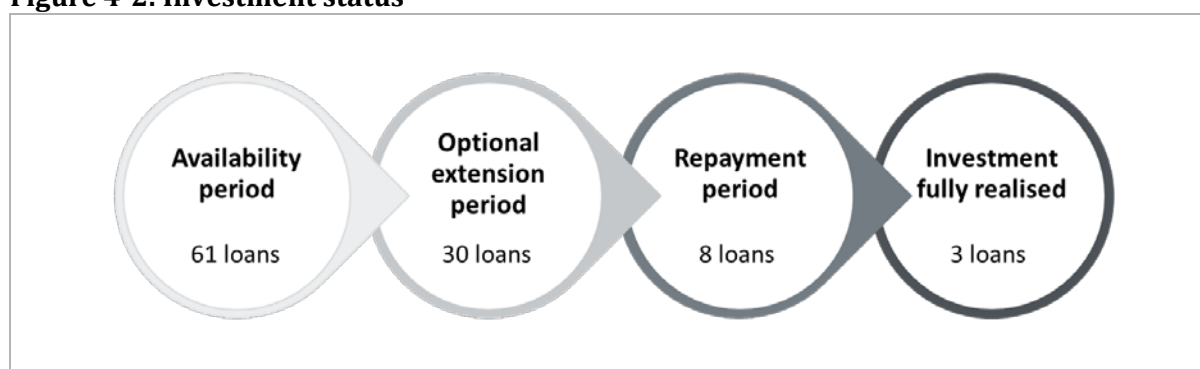 Figure 4-2: Investment status
Availability
period
61 loans
Optional
extension
period
30 loans
Repayment
period
8 loans
Investment
fully realised
3 loans